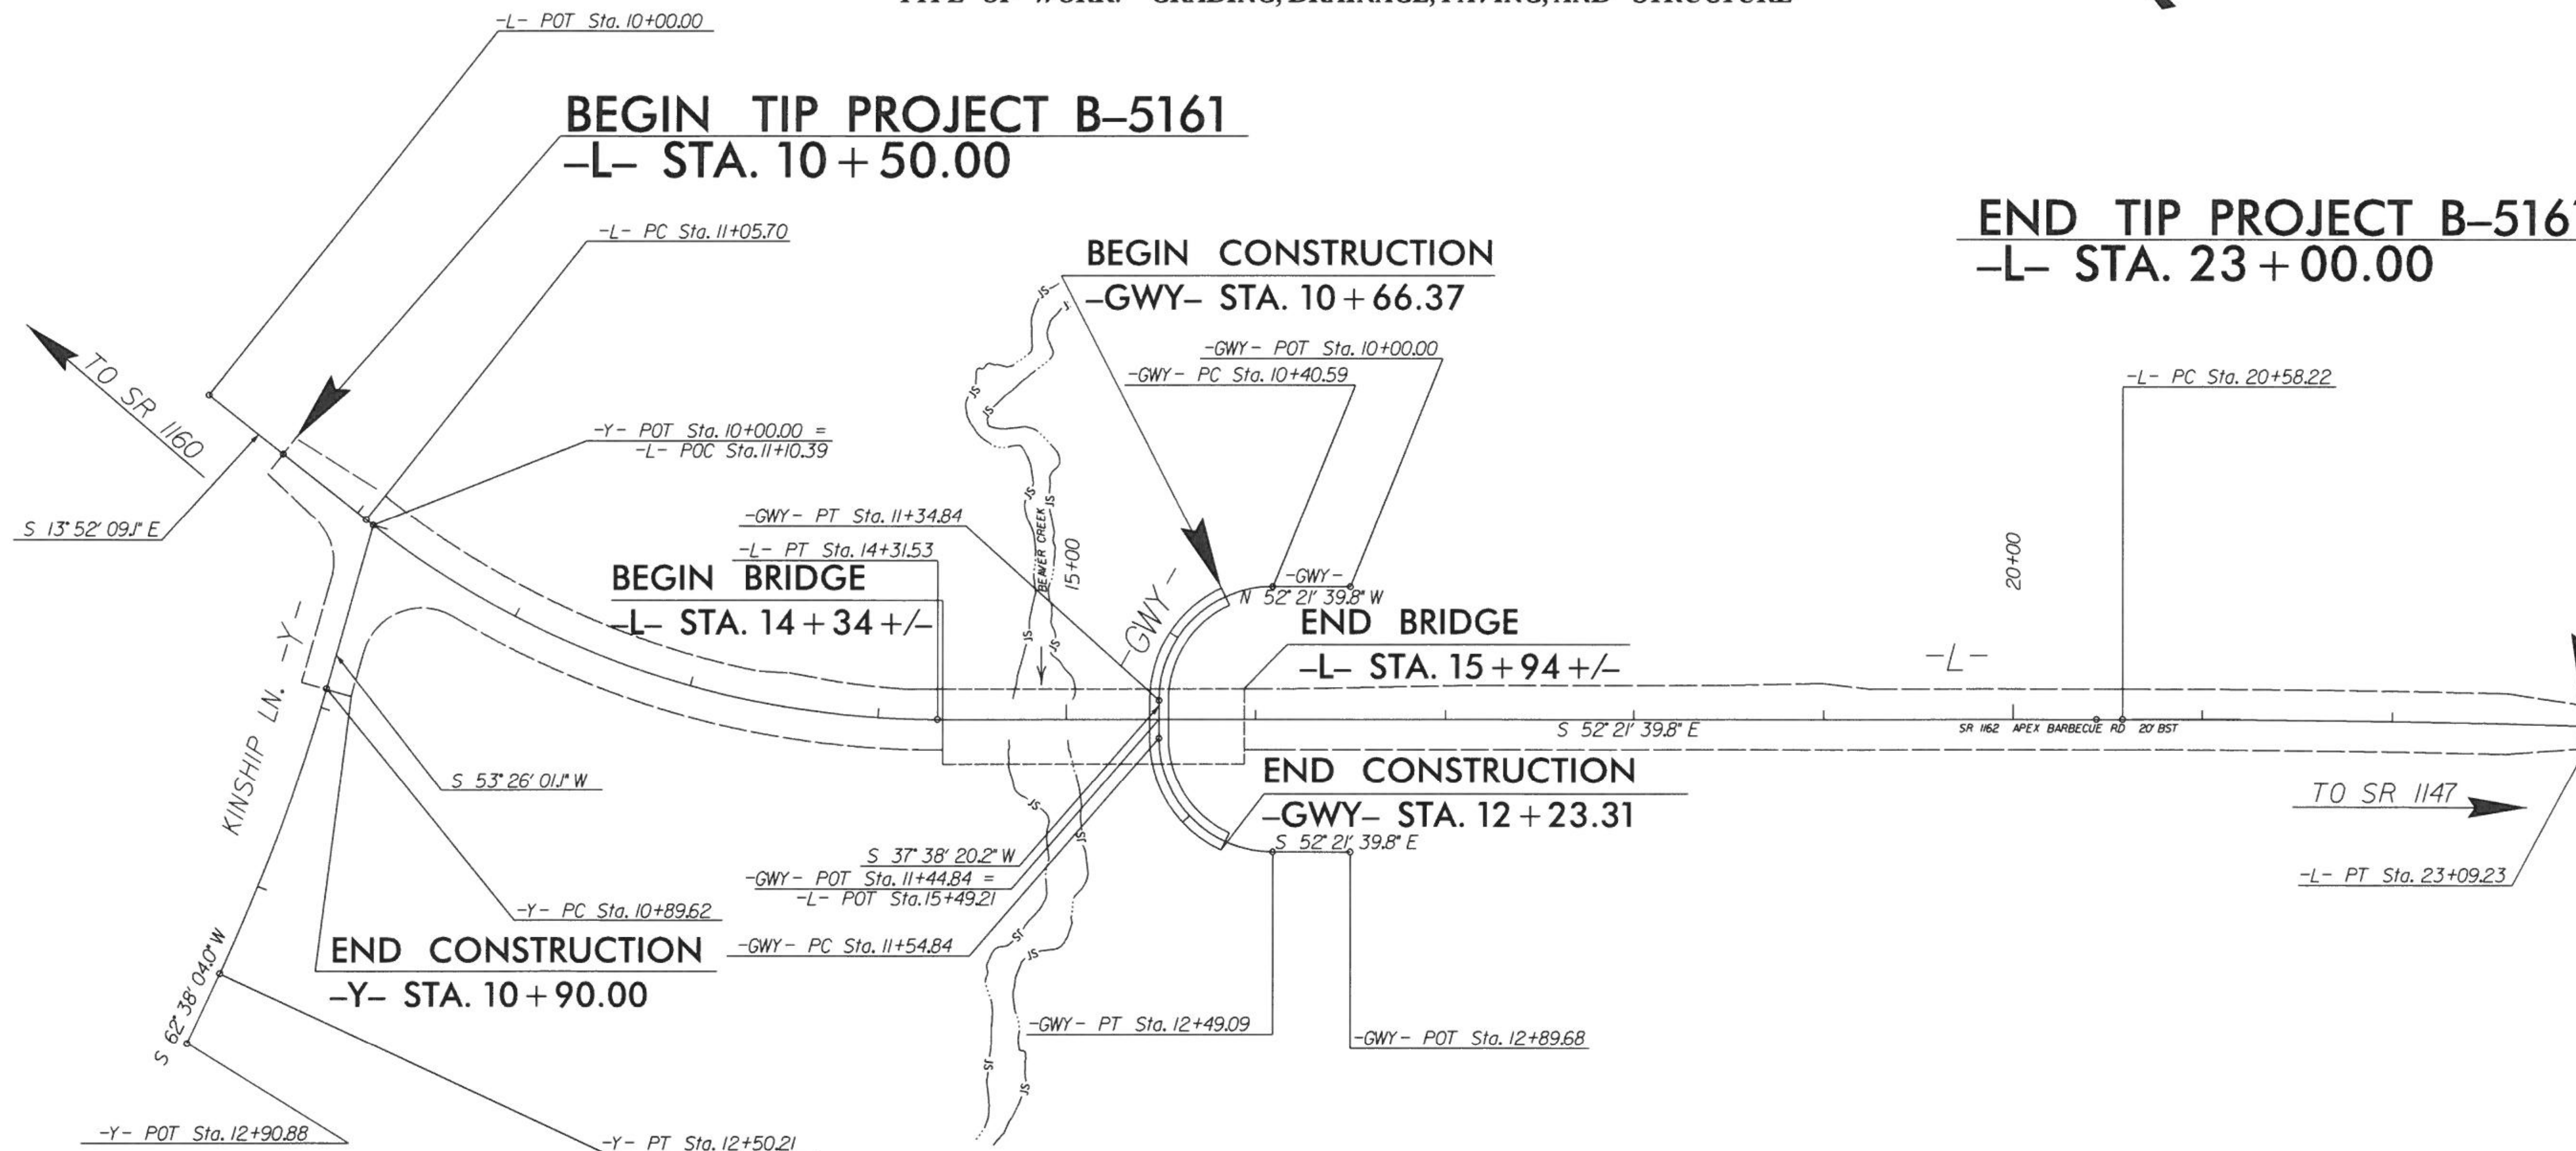 TYPE OF WORK: GRADING, DRAINAGE, PAVING, AND STRUCTURE
-L- POT Sta. 10+00.00
BEGIN TIP PROJECT B–5161
–L– STA. 10+50.00
-L- PC Sta. 11+05.70
END TIP PROJECT B–5161
–L– STA. 23+00.00
BEGIN CONSTRUCTION
–GWY– STA. 10+66.37
-GWY- POT Sta. 10+00.00
-GWY- PC Sta. 10+40.59
-L- PC Sta. 20+58.22
TO SR 1160
-Y- POT Sta. 10+00.00 =
-L- POC Sta. 11+10.39
S 13° 52' 09.1" E
-GWY- PT Sta. 11+34.84
-L- PT Sta. 14+31.53
BEAVER CREEK
15+00
20+00
BEGIN BRIDGE
–L– STA. 14+34 +/–
-GWY-
-GWY-
N 52° 21' 39.8" W
END BRIDGE
–L– STA. 15+94 +/–
-L-
KINSHIP LN. -Y-
S 52° 21' 39.8" E
SR 1162 APEX BARBECUE RD 20' BST
S 53° 26' 01.1" W
END CONSTRUCTION
–GWY– STA. 12+23.31
S 52° 21' 39.8" E
TO SR 1147
S 37° 38' 20.2" W
-GWY- POT Sta. 11+44.84 =
-L- POT Sta. 15+49.21
-L- PT Sta. 23+09.23
-Y- PC Sta. 10+89.62
-GWY- PC Sta. 11+54.84
END CONSTRUCTION
–Y– STA. 10+90.00
S 62° 38' 04.0" W
-GWY- PT Sta. 12+49.09
-GWY- POT Sta. 12+89.68
-Y- POT Sta. 12+90.88
-Y- PT Sta. 12+50.21